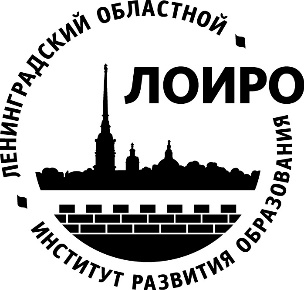 ЛЕНИНГРАДСКИЙ ОБЛАСТНОЙ
ЛОИРО
ИНСТИТУТ РАЗВИТИЯ ОБРАЗОВАНИЯ